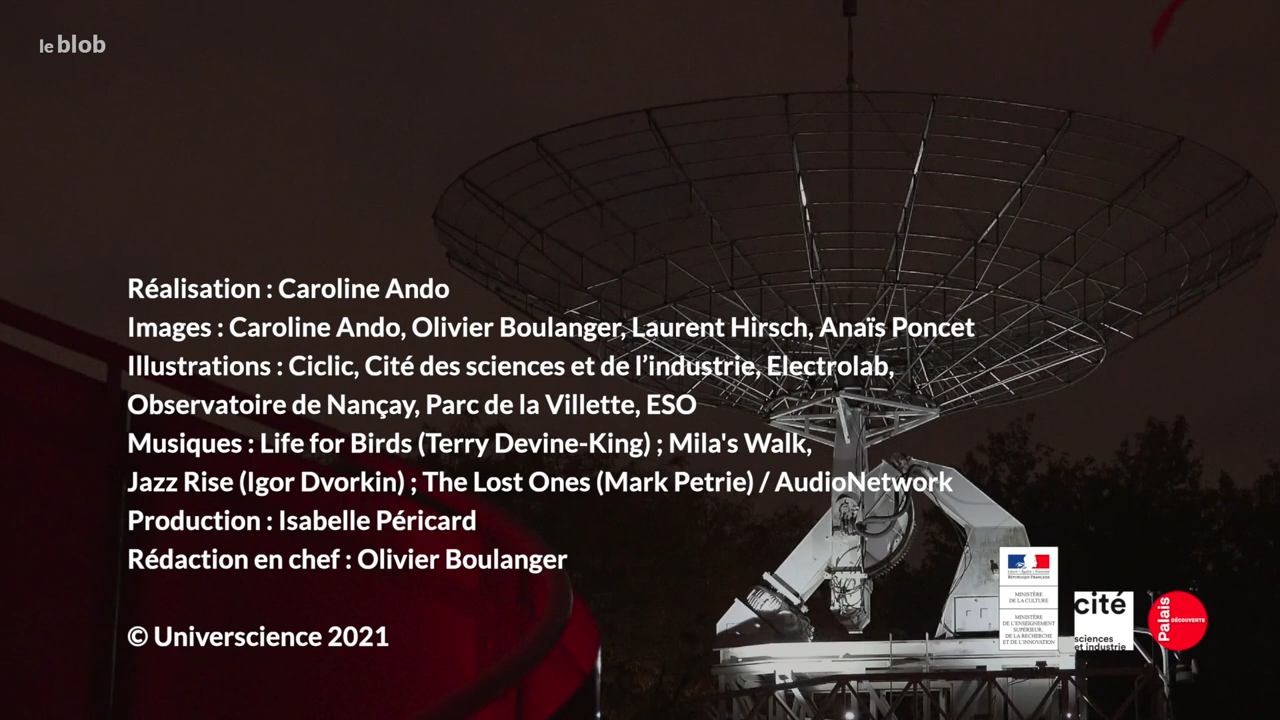 le blob
Réalisation : Caroline Ando
Images : Caroline Ando, Olivier Boulanger, Laurent Hirsch, Anaïs Poncet
Illustrations : Ciclic, Cité des sciences et de l’industrie, Electrolab,
Observatoire de Nançay, Parc de la Villette, ESO
Musiques : Life for Birds (Terry Devine-King) ; Mila's Walk,
Jazz Rise (Igor Dvorkin) ; The Lost Ones (Mark Petrie) / AudioNetwork
Production : Isabelle Péricard
Rédaction en chef : Olivier Boulanger
© Universcience 2021
RÉPUBLIQUE FRANÇAISE
MINISTÈRE
DE LA CULTURE
MINISTÈRE
DE L'ENSEIGNEMENT
SUPÉRIEUR,
DE LA RECHERCHE
ET DE L'INNOVATION
cité
sciences
et industrie
Palais
DÉCOUVERTE